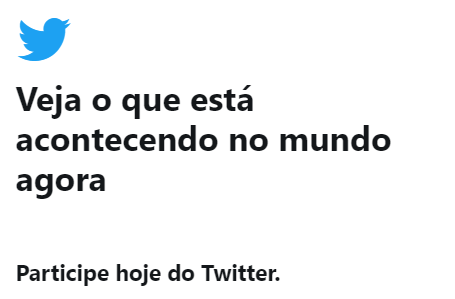 Veja o que está
acontecendo no mundo
agora
Participe hoje do Twitter.